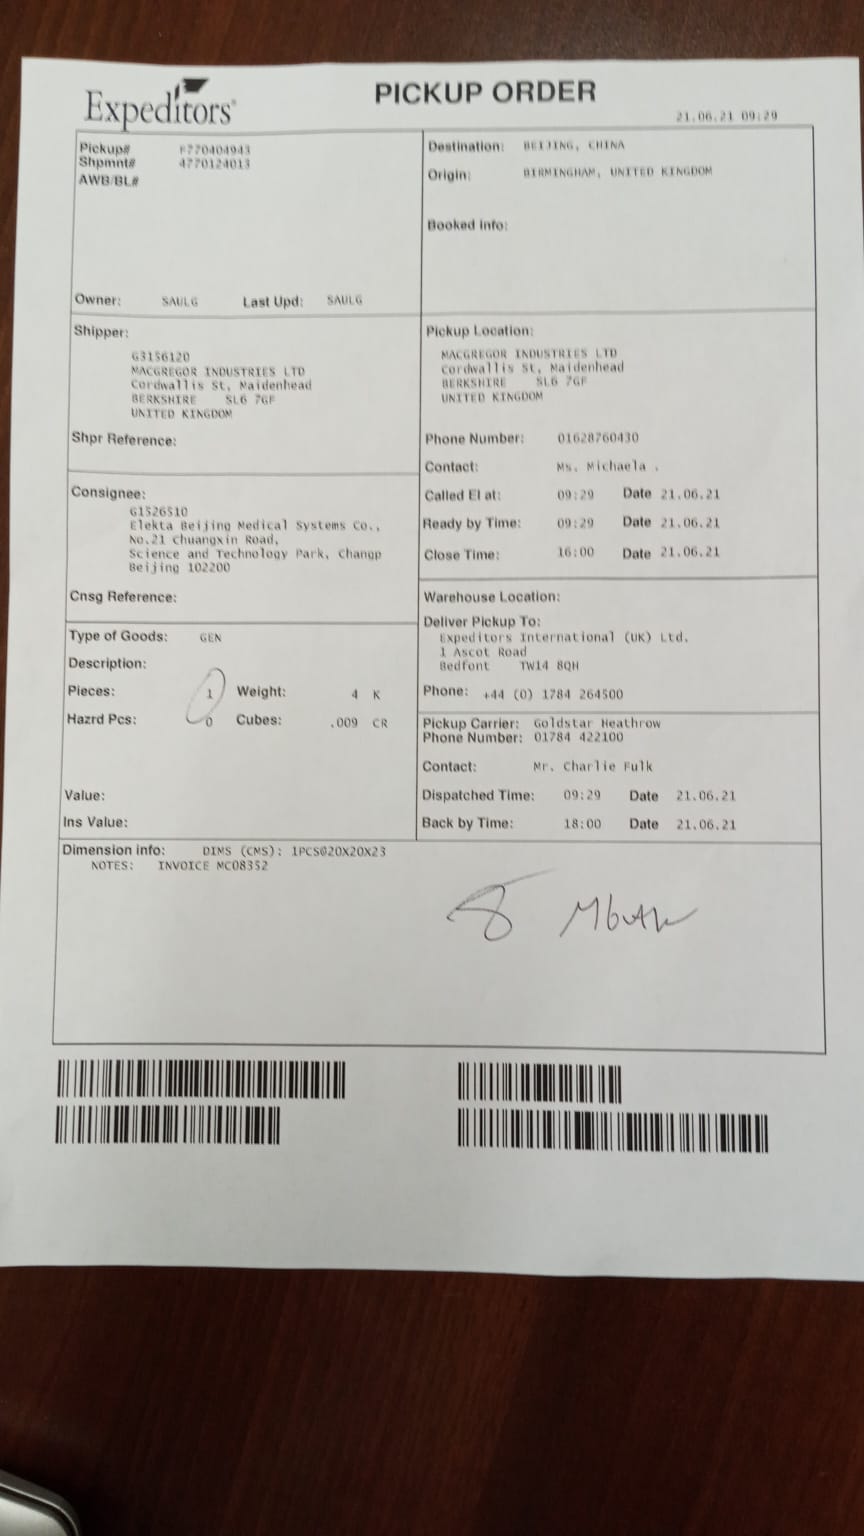 Expeditors
PICKUP ORDER
21.06.21 09:29
Pickup# F770404943
Shpmnt# 4770124013
AWB/BL#
Owner: SAULG Last Upd: SAULG
Destination: BEIJING, CHINA
Origin: BIRMINGHAM, UNITED KINGDOM
Booked info:
Shipper:
G3156120
MACGREGOR INDUSTRIES LTD
Cordwallis St, Maidenhead
BERKSHIRE SL6 7GF
UNITED KINGDOM
Shpr Reference:
Pickup Location:
MACGREGOR INDUSTRIES LTD
Cordwallis St, Maidenhead
BERKSHIRE SL6 7GF
UNITED KINGDOM
Phone Number: 01628760430
Contact: Ms. Michaela .
Called EI at: 09:29 Date 21.06.21
Ready by Time: 09:29 Date 21.06.21
Close Time: 16:00 Date 21.06.21
Consignee:
G1526510
Elekta Beijing Medical Systems Co.,
No.21 Chuangxin Road,
Science and Technology Park, Changp
Beijing 102200
Cnsg Reference:
Warehouse Location:
Deliver Pickup To:
Expeditors International (UK) Ltd.
1 Ascot Road
Bedfont TW14 8QH
Phone: +44 (0) 1784 264500
Type of Goods: GEN
Description:
Pieces: 1 Weight: 4 K
Hazrd Pcs: 0 Cubes: .009 CR
Value:
Ins Value:
Pickup Carrier: Goldstar Heathrow
Phone Number: 01784 422100
Contact: Mr. Charlie Fulk
Dispatched Time: 09:29 Date 21.06.21
Back by Time: 18:00 Date 21.06.21
Dimension info: DIMS (CMS): 1PCS@20X20X23
NOTES: INVOICE MC08352